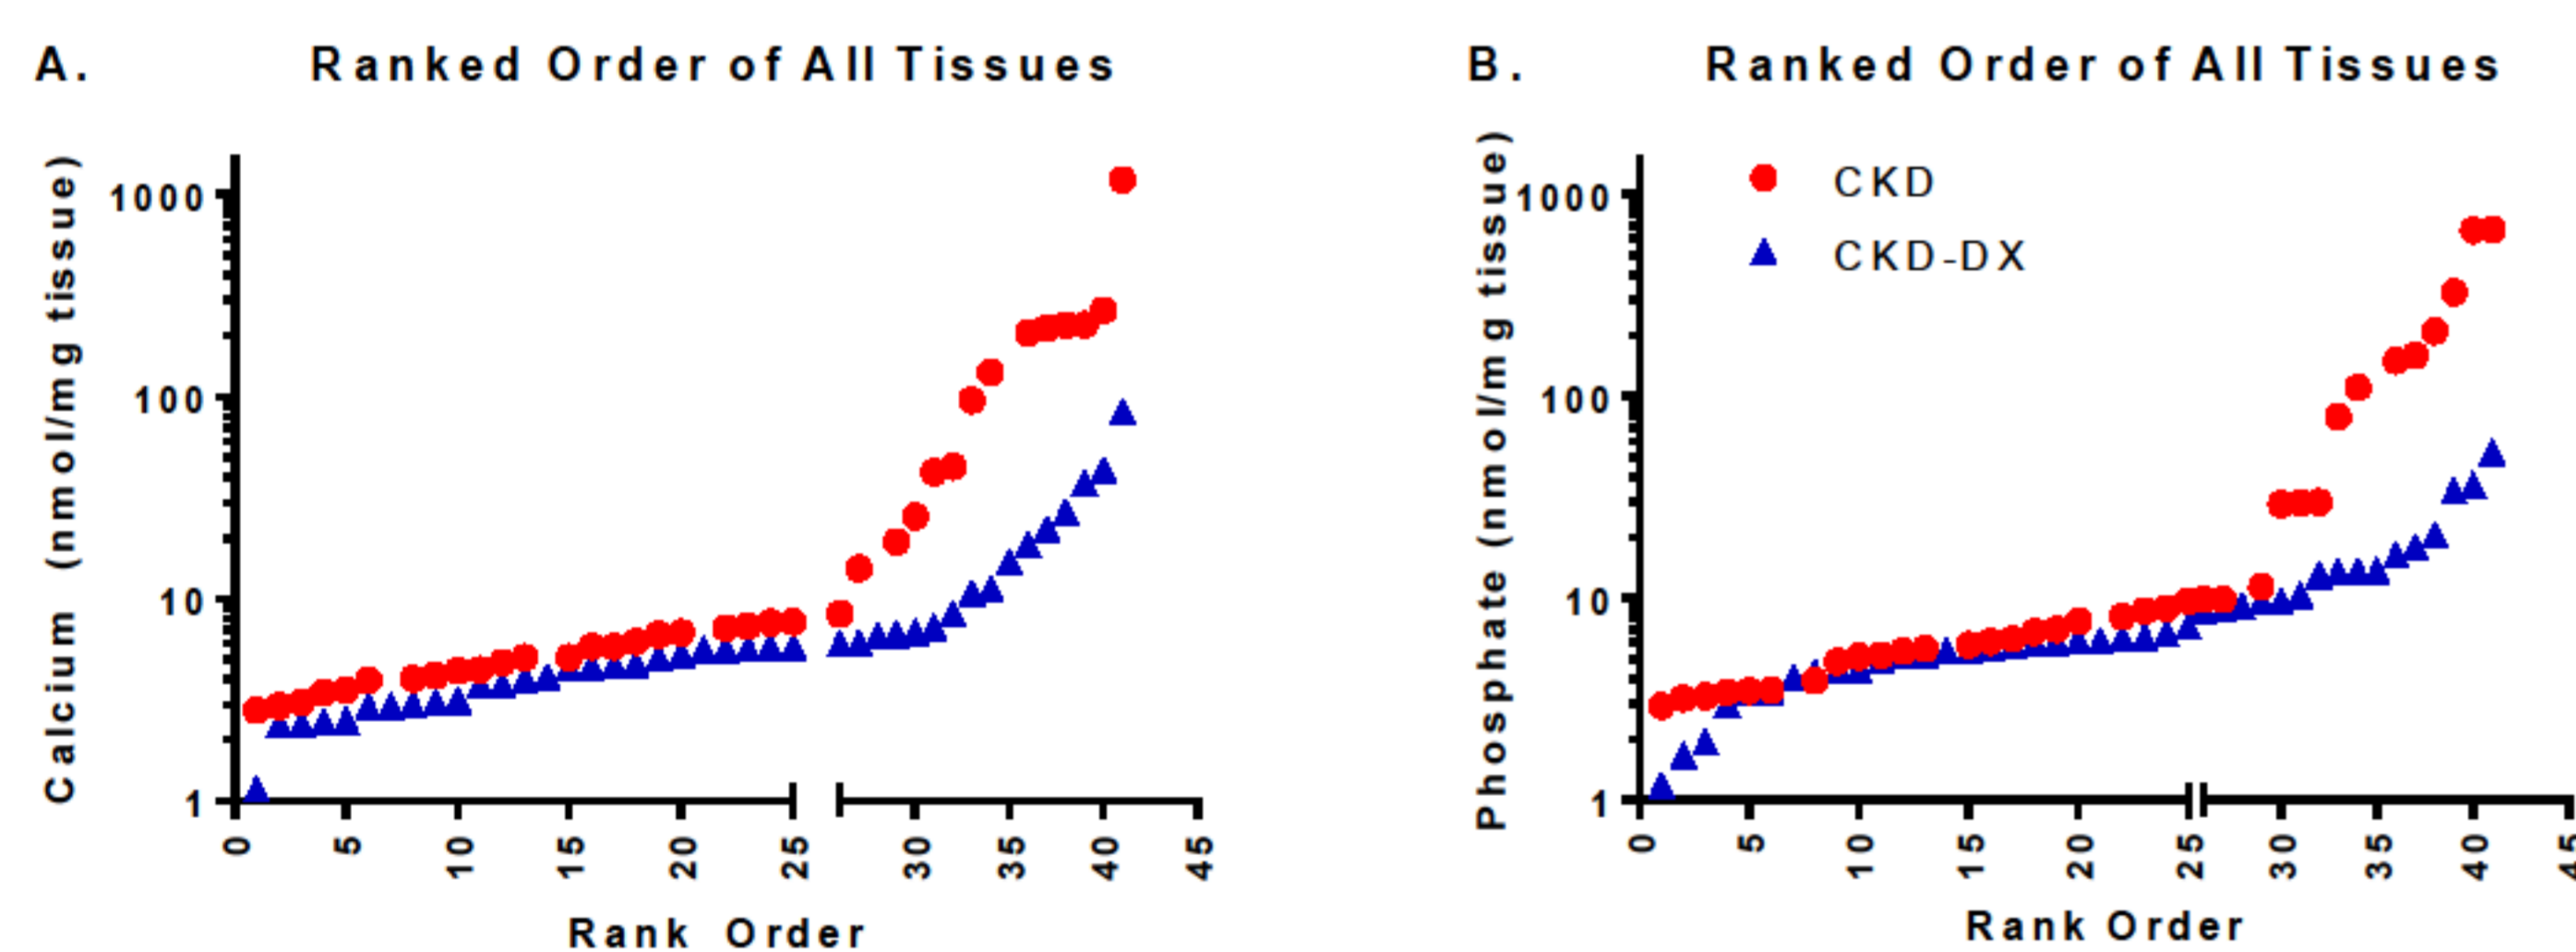 A. Ranked Order of All Tissues
Calcium (nmol/mg tissue)
1000
100
10
1
0 5 10 15 20 25 30 35 40 45
Rank Order
B. Ranked Order of All Tissues
Phosphate (nmol/mg tissue)
CKD
CKD-DX
1000
100
10
1
0 5 10 15 20 25 30 35 40 45
Rank Order